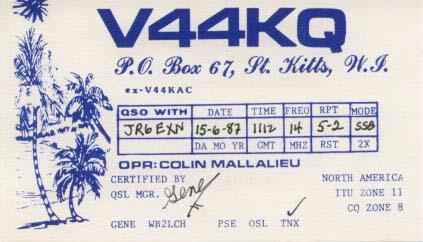 V44KQ
P.O. Box 67, St. Kitts, W.I.
ex-V44KAC
QSO WITH DATE TIME FREQ RPT MODE
JR6EXN 15-6-87 1112 14 5-2 SSB
DA MO YR GMT MHZ RST 2X
OPR: COLIN MALLALIEU
CERTIFIED BY NORTH AMERICA
QSL MGR. Gene ITU ZONE 11
CQ ZONE 8
GENE WB2LCH PSE QSL TNX